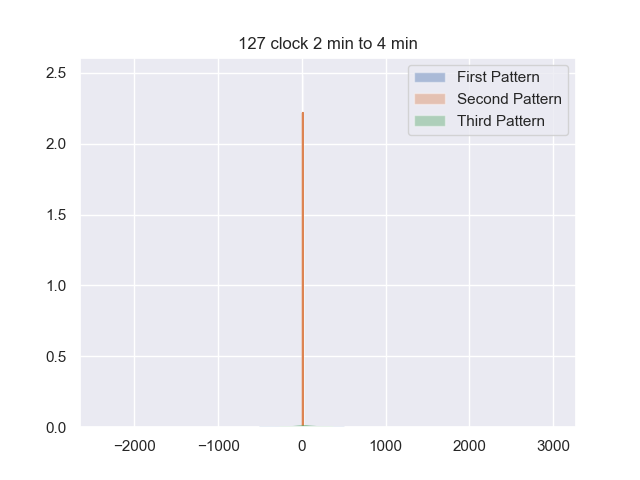 127 clock 2 min to 4 min
First Pattern
Second Pattern
Third Pattern
2.5
2.0
1.5
1.0
0.5
0.0
−2000 −1000 0 1000 2000 3000